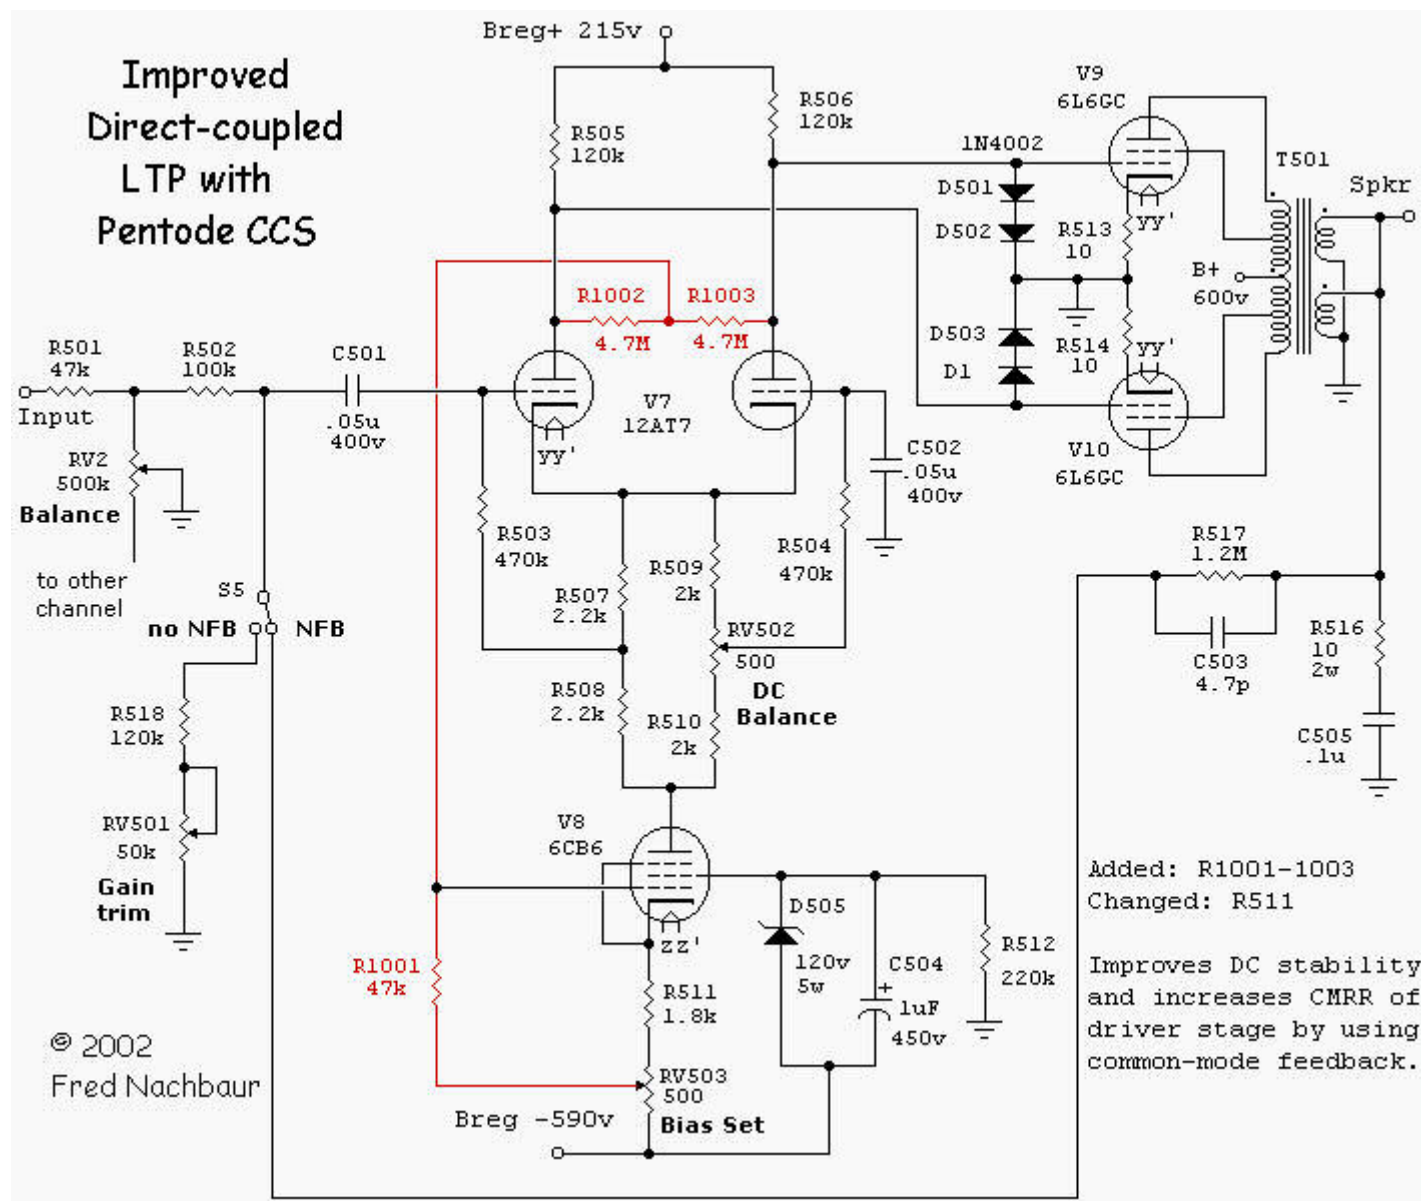 Improved
Direct-coupled
LTP with
Pentode CCS
Breg+ 215v
R505
120k
R506
120k
V9
6L6GC
1N4002
D501
D502
R513
10
yy'
T501
Spkr
B+
600v
R1002
4.7M
R1003
4.7M
D503
D1
R514
10
yy'
V10
6L6GC
R501
47k
Input
R502
100k
C501
.05u
400v
V7
12AT7
yy'
C502
.05u
400v
RV2
500k
Balance
to other
channel
R503
470k
R504
470k
R507
2.2k
R509
2k
RV502
500
DC
Balance
R508
2.2k
R510
2k
S5
no NFB
NFB
R518
120k
RV501
50k
Gain
trim
R517
1.2M
C503
4.7p
R516
10
2w
C505
.1u
V8
6CB6
zz'
D505
120v
5w
C504
+
1uF
450v
R512
220k
R1001
47k
R511
1.8k
RV503
500
Bias Set
Breg -590v
Added: R1001-1003
Changed: R511
Improves DC stability
and increases CMRR of
driver stage by using
common-mode feedback.
© 2002
Fred Nachbaur